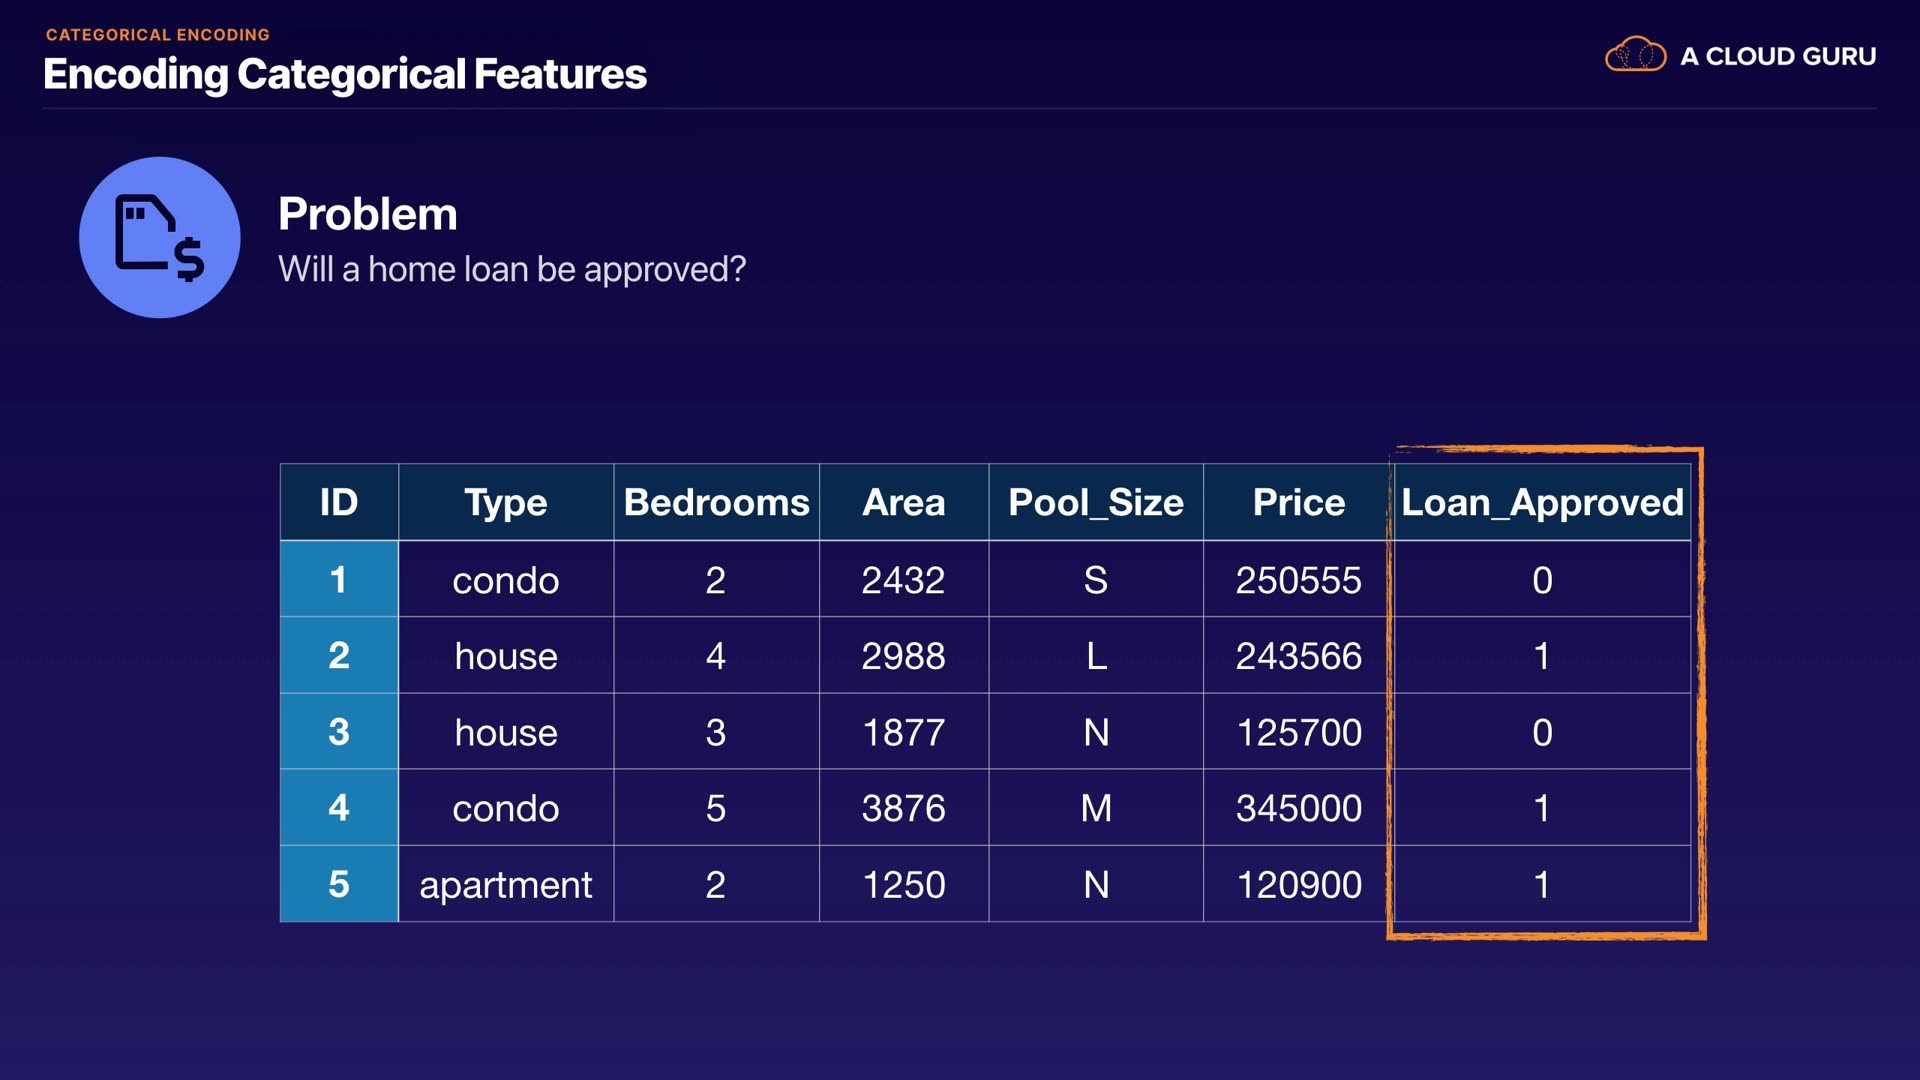 CATEGORICAL ENCODING
Encoding Categorical Features
A CLOUD GURU
Problem
Will a home loan be approved?
ID Type Bedrooms Area Pool_Size Price Loan_Approved
1 condo 2 2432 S 250555 0
2 house 4 2988 L 243566 1
3 house 3 1877 N 125700 0
4 condo 5 3876 M 345000 1
5 apartment 2 1250 N 120900 1